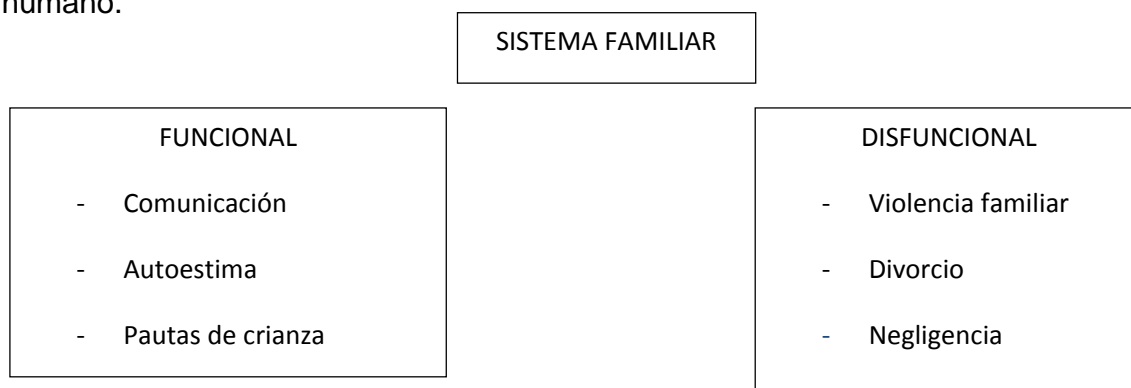 humano.
SISTEMA FAMILIAR
FUNCIONAL
- Comunicación
- Autoestima
- Pautas de crianza
DISFUNCIONAL
- Violencia familiar
- Divorcio
- Negligencia